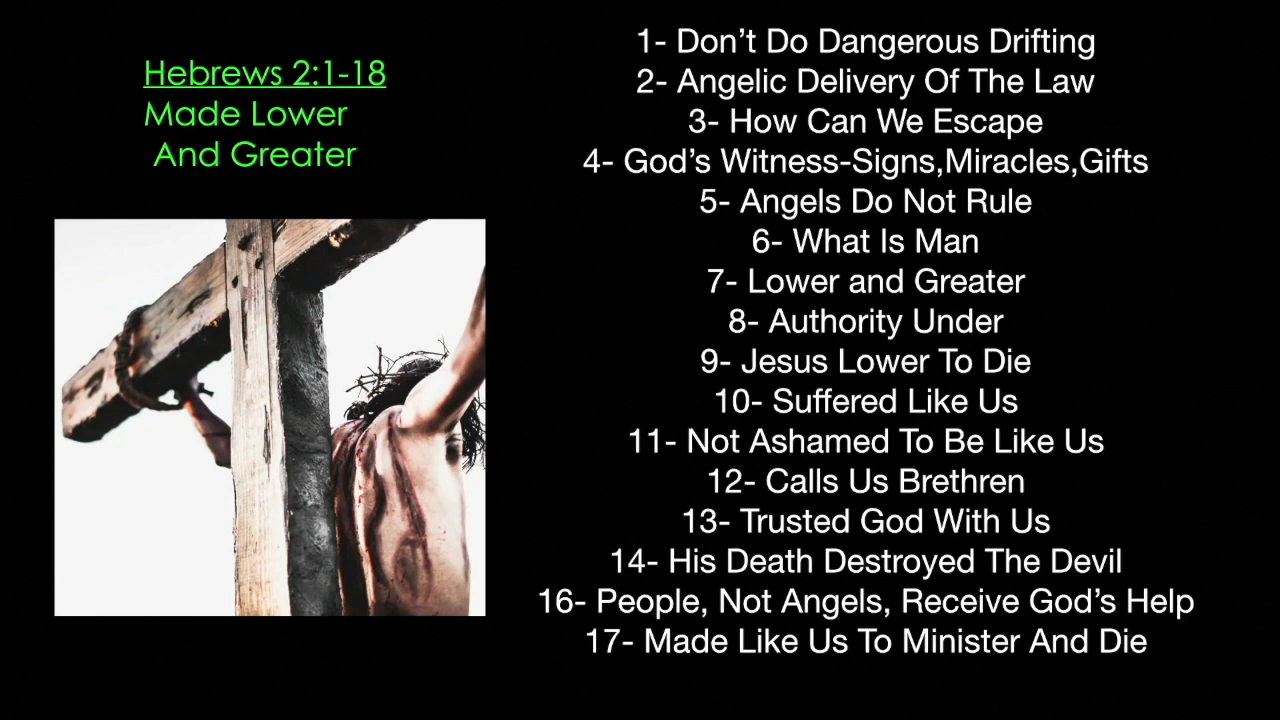 Hebrews 2:1-18
Made Lower
And Greater
1- Don’t Do Dangerous Drifting
2- Angelic Delivery Of The Law
3- How Can We Escape
4- God’s Witness-Signs,Miracles,Gifts
5- Angels Do Not Rule
6- What Is Man
7- Lower and Greater
8- Authority Under
9- Jesus Lower To Die
10- Suffered Like Us
11- Not Ashamed To Be Like Us
12- Calls Us Brethren
13- Trusted God With Us
14- His Death Destroyed The Devil
16- People, Not Angels, Receive God’s Help
17- Made Like Us To Minister And Die